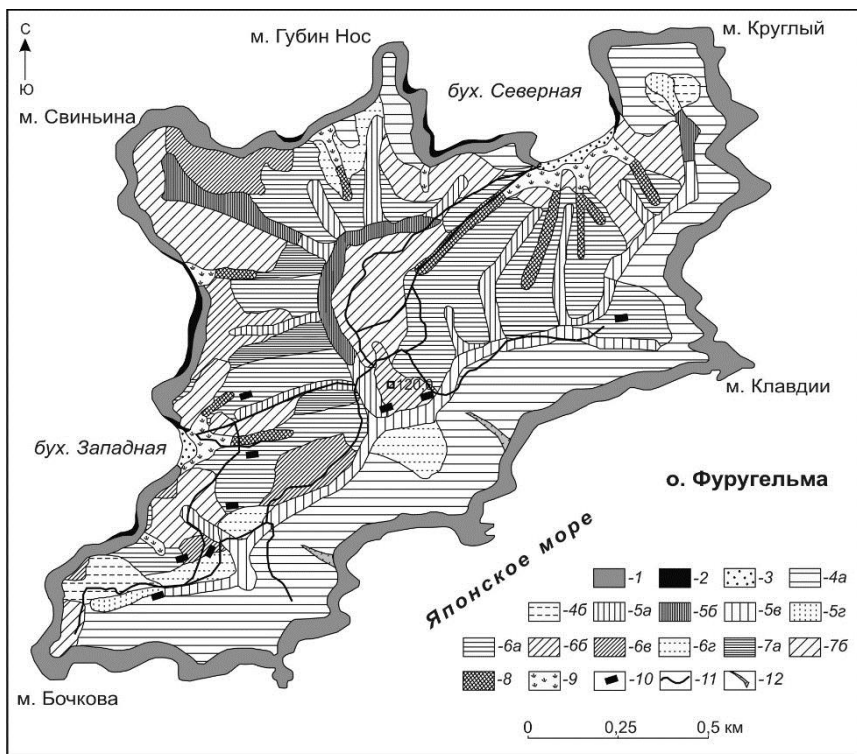 м. Губин Нос
м. Круглый
С
Ю
бух. Северная
м. Свиньина
120,0
м. Клавдии
бух. Западная
о. Фуругельма
Японское море
-1 -2 -3 -4а
-4б -5а -5б -5в -5г
-6а -6б -6в -6г -7а -7б
-8 -9 -10 -11 -12
м. Бочкова
0 0,25 0,5 км